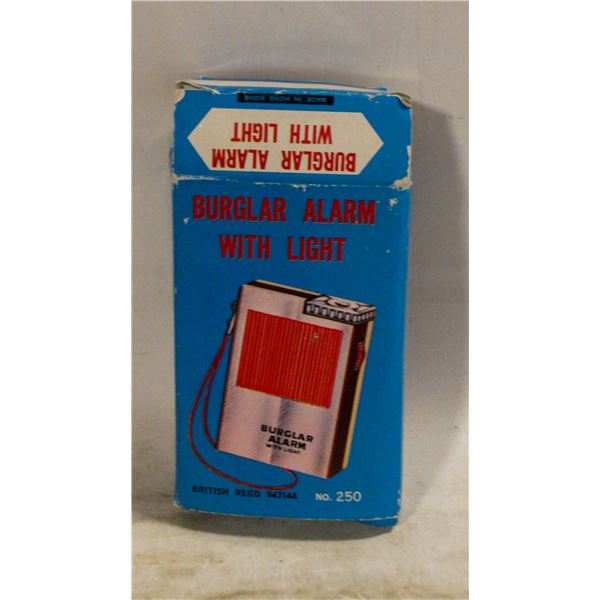 MADE IN HONG KONG
BURGLAR ALARM
WITH LIGHT
BURGLAR ALARM
WITH LIGHT
BURGLAR
ALARM
WITH LIGHT
BRITISH REGD 947144
NO. 250